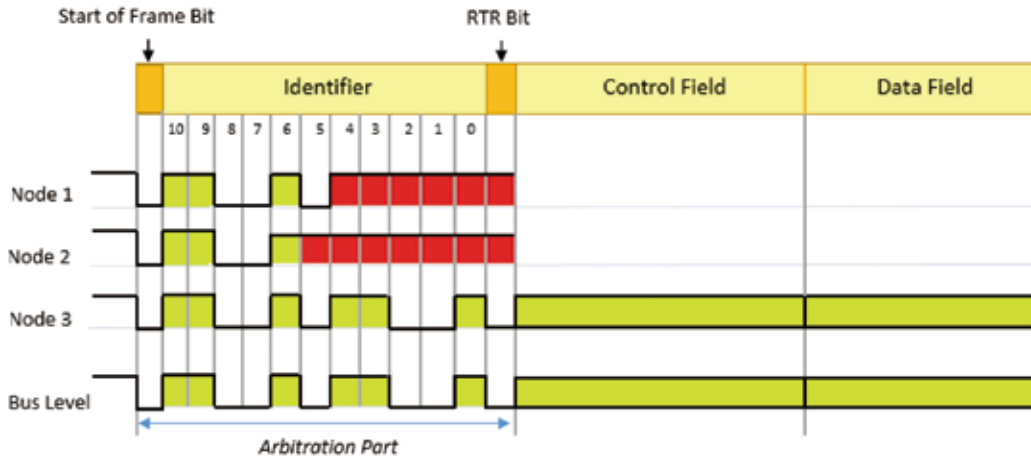 Start of Frame Bit RTR Bit
Identifier Control Field Data Field
10 9 8 7 6 5 4 3 2 1 0
Node 1
Node 2
Node 3
Bus Level
Arbitration Part